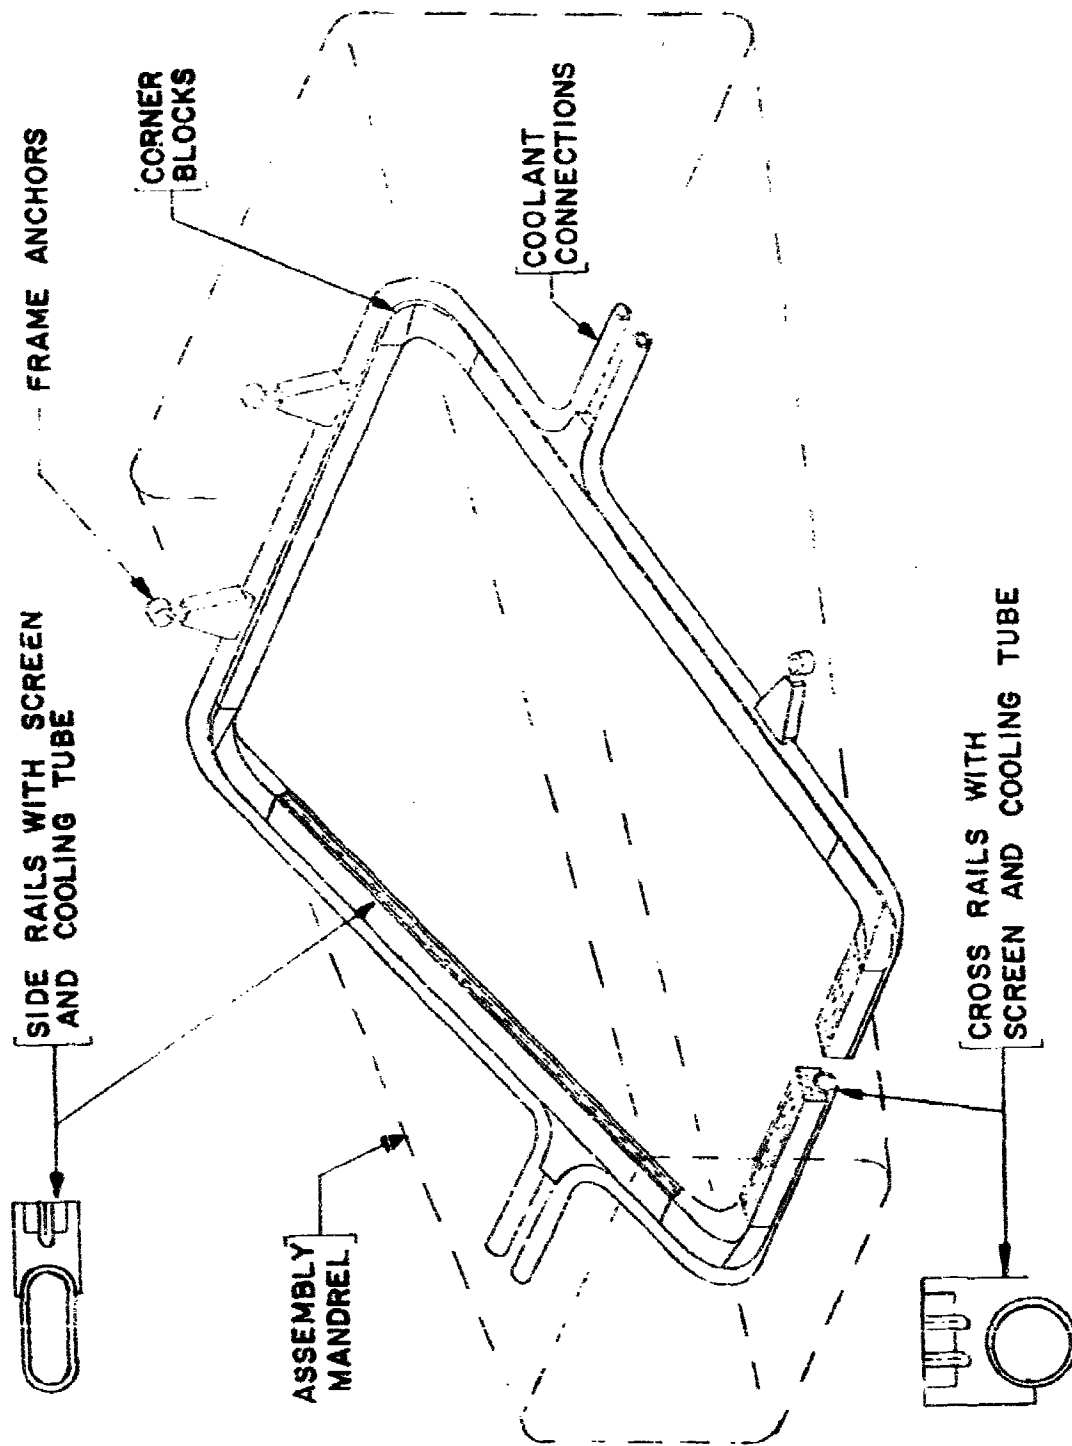 SIDE RAILS WITH SCREEN
AND COOLING TUBE
FRAME ANCHORS
CORNER
BLOCKS
COOLANT
CONNECTIONS
ASSEMBLY
MANDREL
CROSS RAILS WITH
SCREEN AND COOLING TUBE